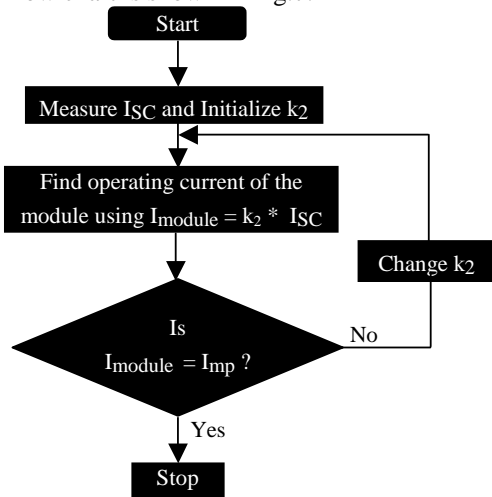 Start
Measure ISC and Initialize k2
Find operating current of the
module using Imodule = k2 * ISC
Change k2
Is
Imodule = Imp ?
No
Yes
Stop